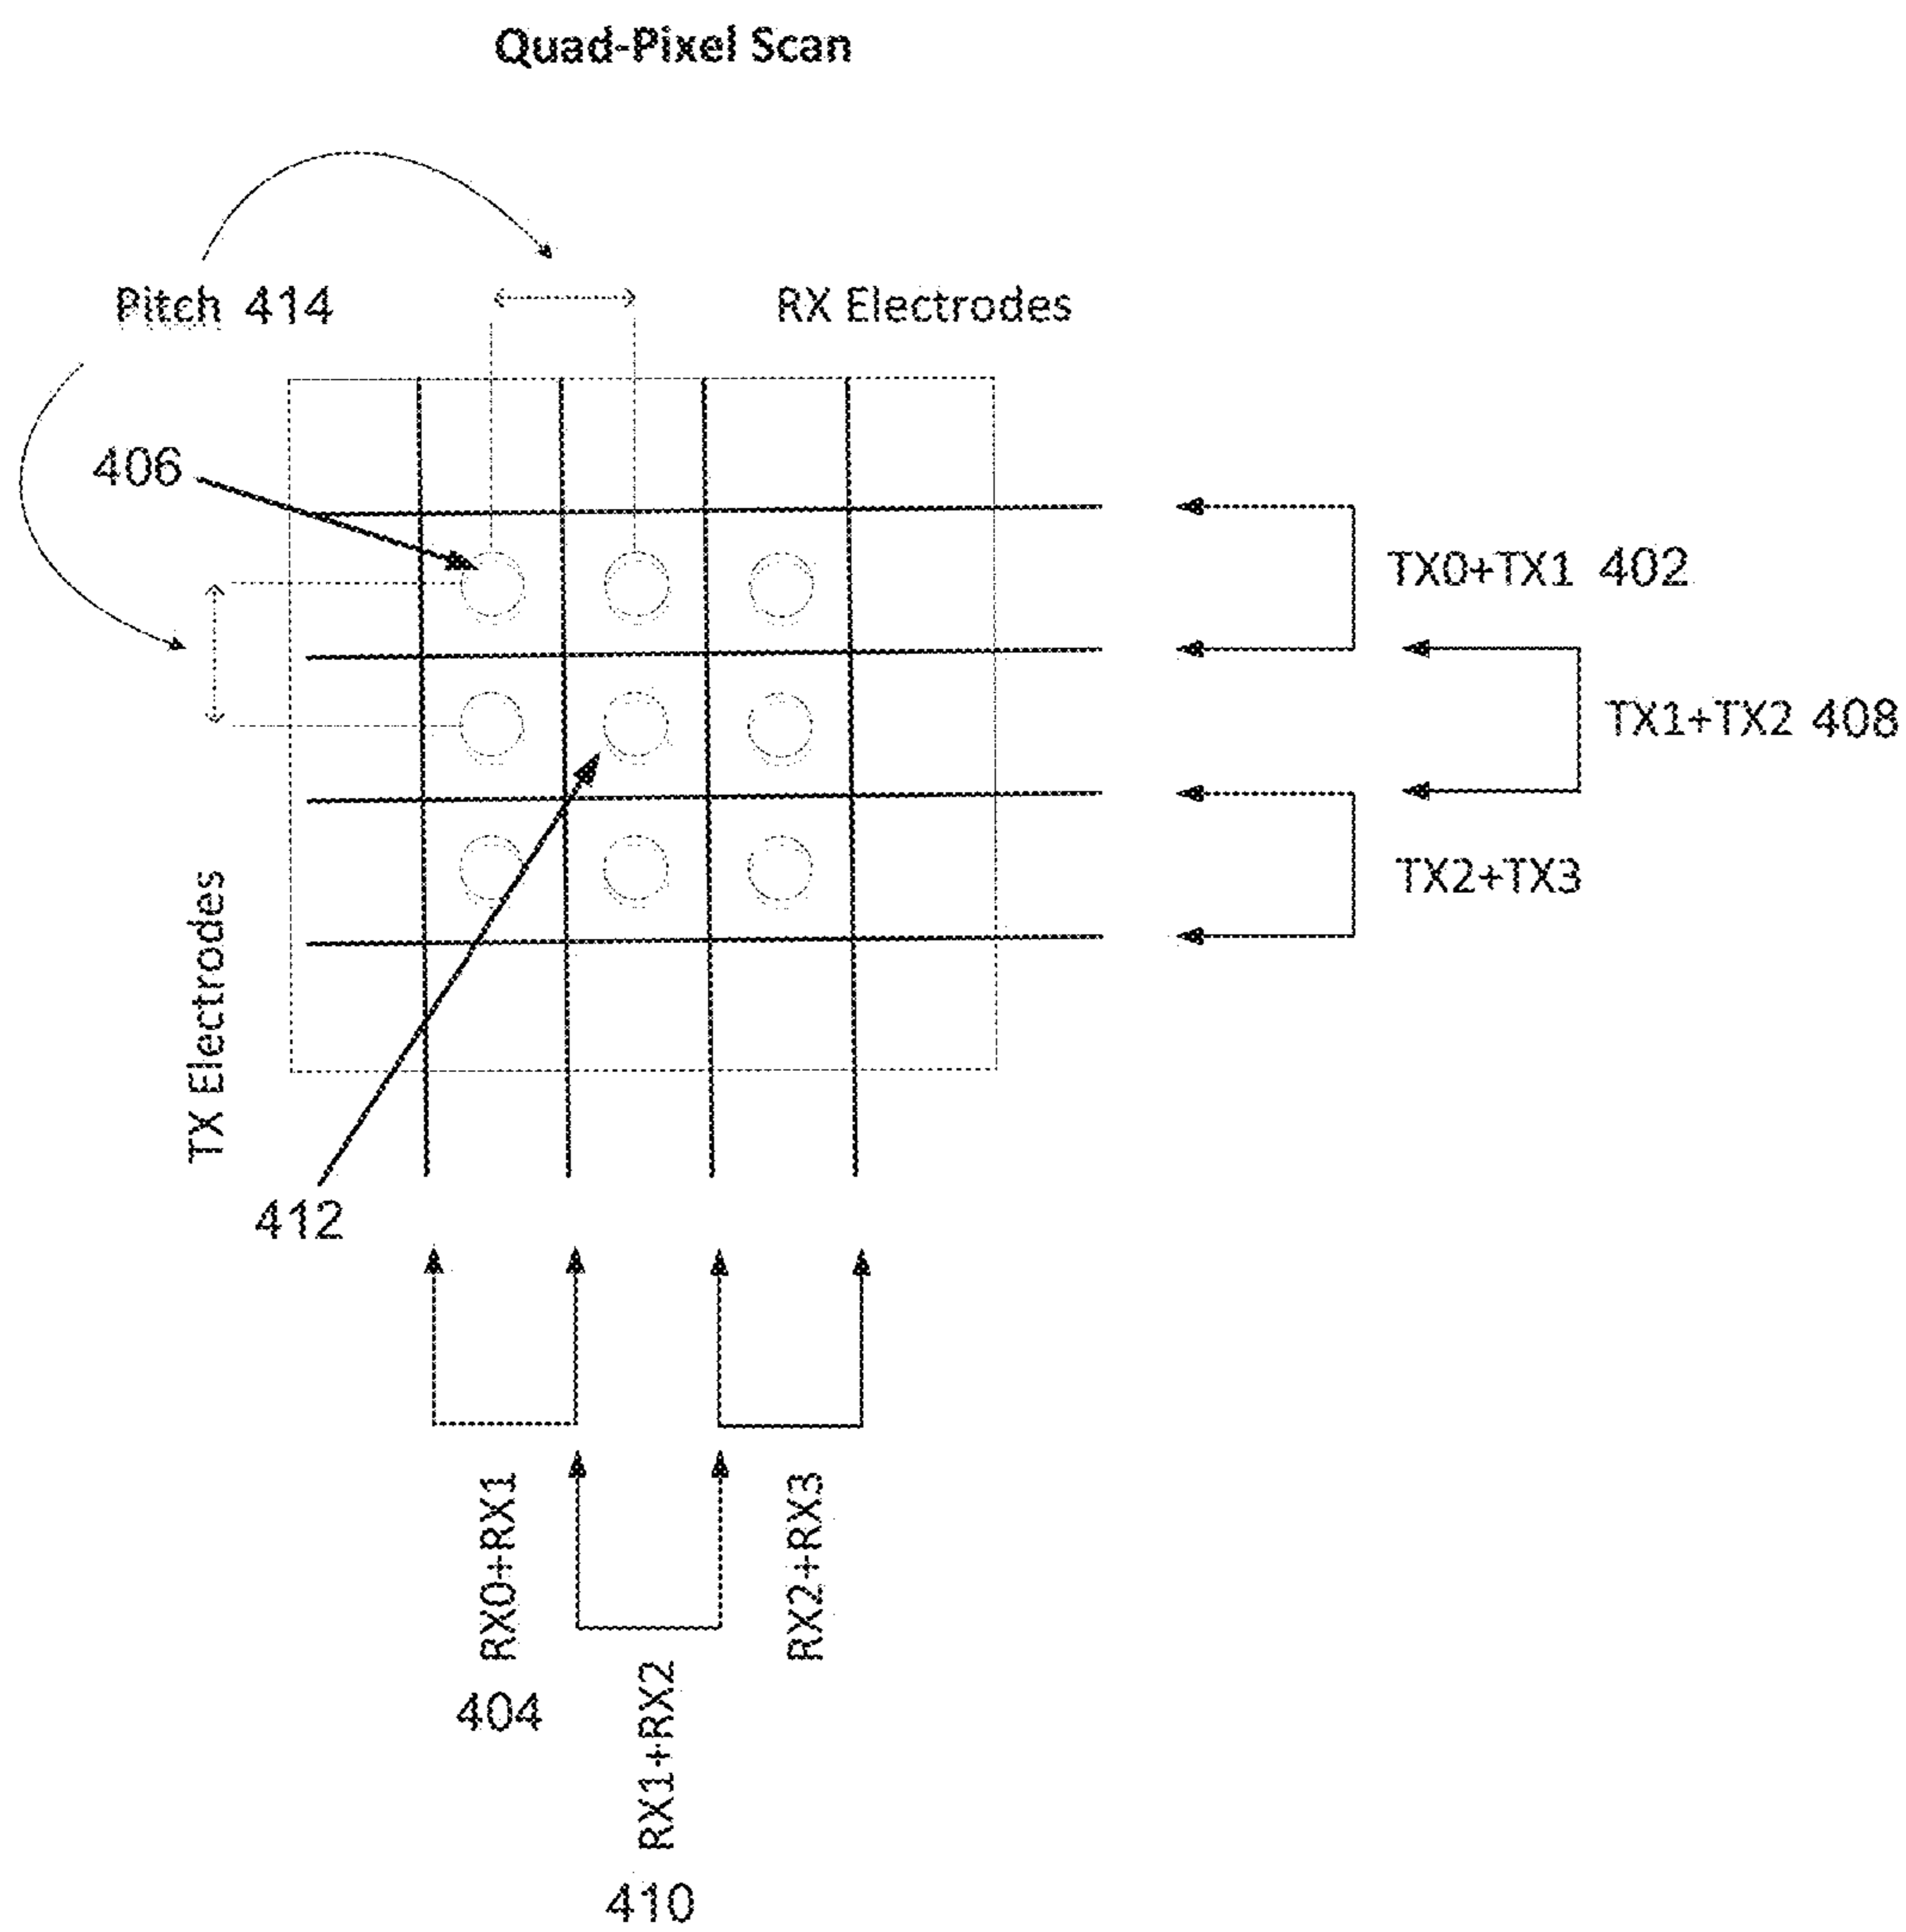 Quad-Pixel Scan
Pitch 414
RX Electrodes
406
TX0+TX1 402
TX1+TX2 408
TX2+TX3
TX Electrodes
412
RX0+RX1
404
RX1+RX2
410
RX2+RX3